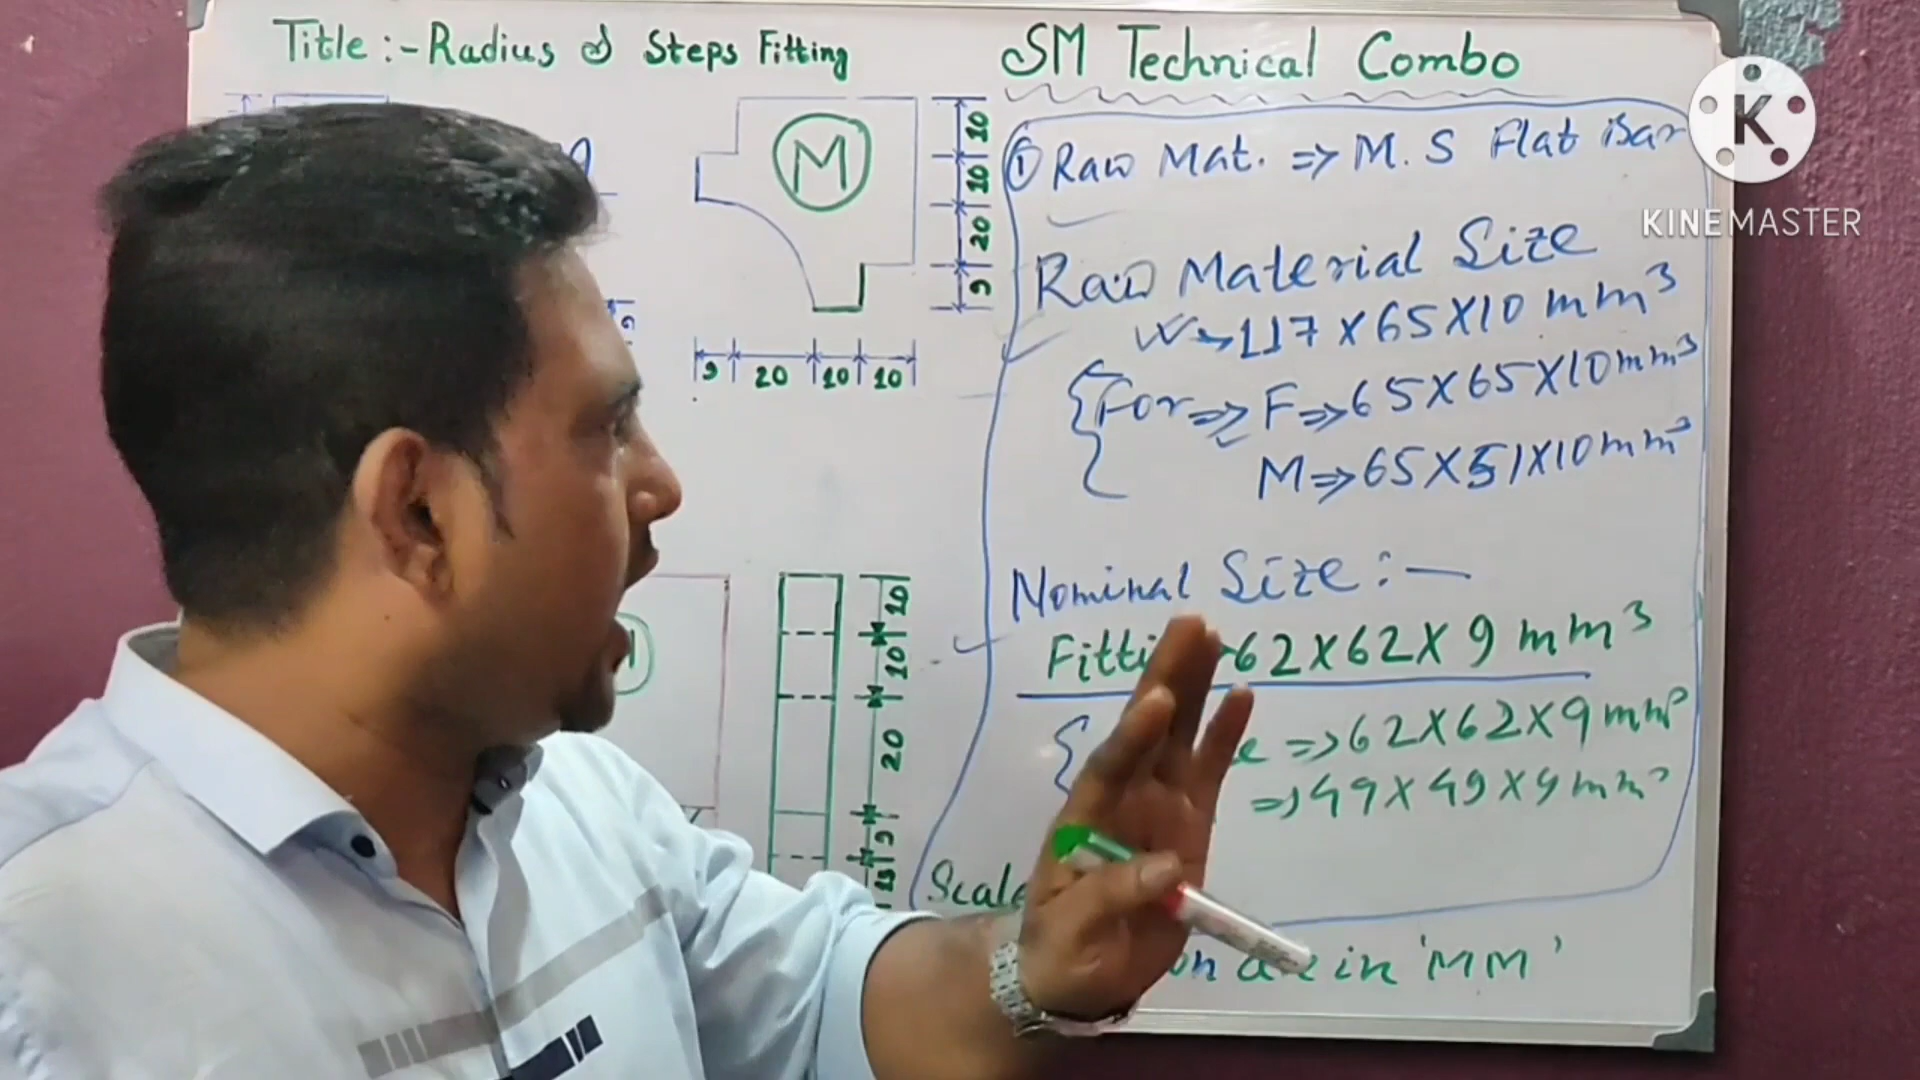 Title :- Radius & Steps Fitting
SM Technical Combo
K
KINEMASTER
M
10
10
20
9
9 20 10 10
① Raw Mat. => M. S Flat Bar
Raw Material Size
117 X 65 X 10 mm³
For => F => 65 X 65 X 10 mm³
M => 65 X 51 X 10 mm³
Nominal Size :-
62 X 62 X 9 mm³
=> 62 X 62 X 9 mm³
=> 49 X 49 X 9 mm³
10
10
20
9
13
Scale
are in 'MM'